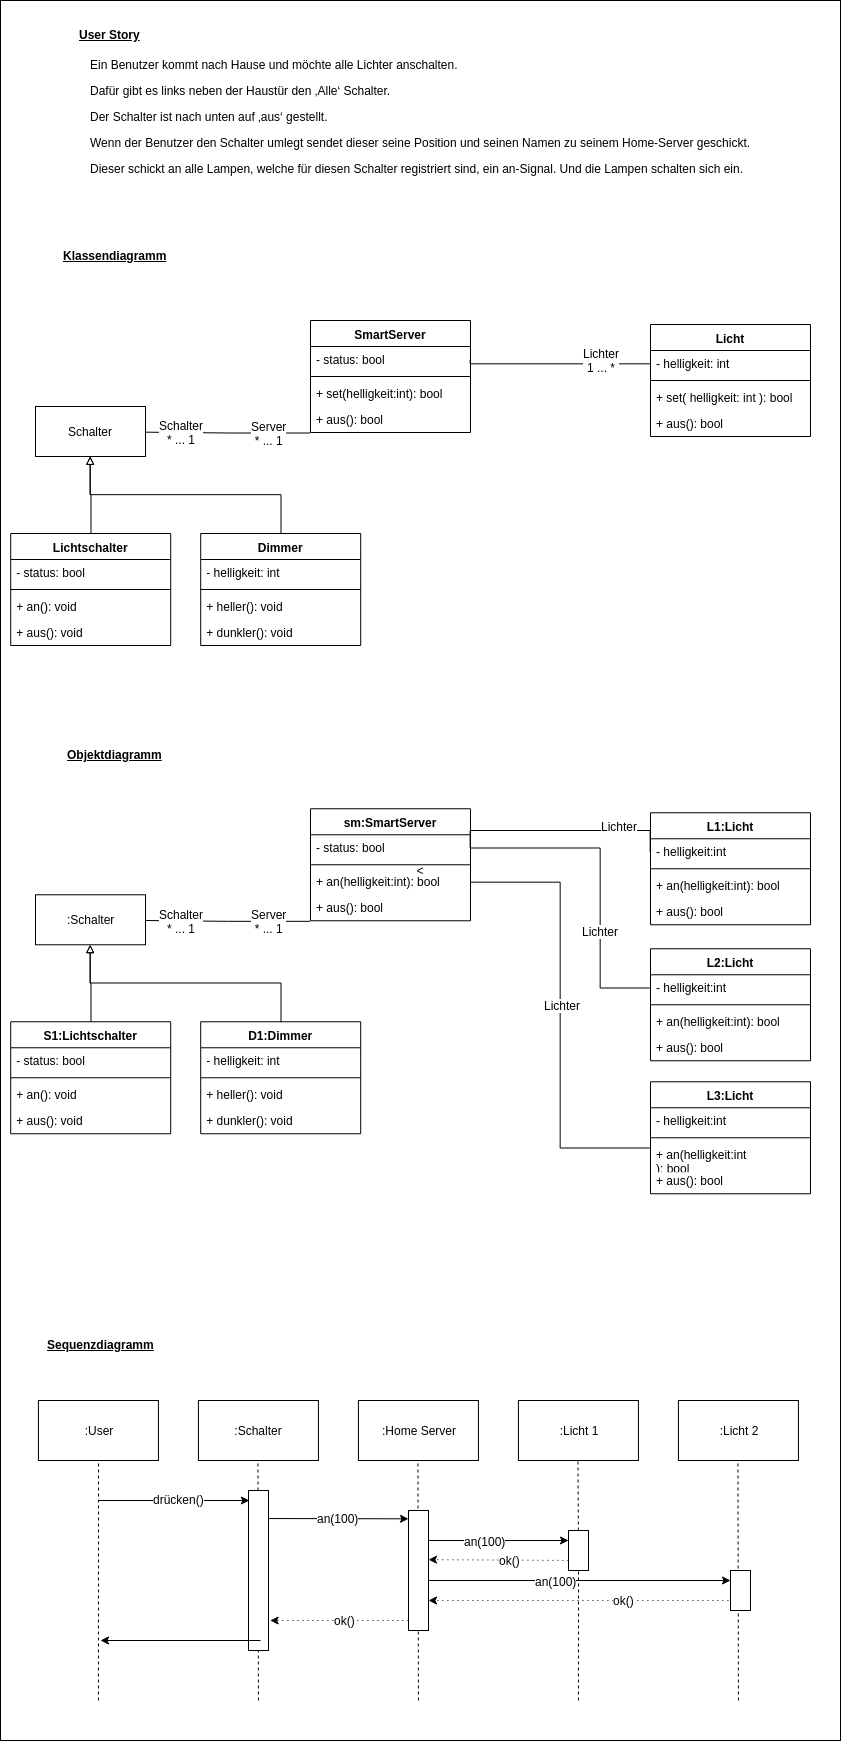 User Story
Ein Benutzer kommt nach Hause und möchte alle Lichter anschalten.
Dafür gibt es links neben der Haustür den ‚Alle‘ Schalter.
Der Schalter ist nach unten auf ‚aus‘ gestellt.
Wenn der Benutzer den Schalter umlegt sendet dieser seine Position und seinen Namen zu seinem Home-Server geschickt.
Dieser schickt an alle Lampen, welche für diesen Schalter registriert sind, ein an-Signal. Und die Lampen schalten sich ein.
Klassendiagramm
SmartServer
- status: bool
+ set(helligkeit:int): bool
+ aus(): bool
Lichter
1 ... *
Licht
- helligkeit: int
+ set( helligkeit: int ): bool
+ aus(): bool
Schalter
Schalter
* ... 1
Server
* ... 1
Lichtschalter
- status: bool
+ an(): void
+ aus(): void
Dimmer
- helligkeit: int
+ heller(): void
+ dunkler(): void
Objektdiagramm
sm:SmartServer
- status: bool
<
+ an(helligkeit:int): bool
+ aus(): bool
Lichter
L1:Licht
- helligkeit:int
+ an(helligkeit:int): bool
+ aus(): bool
:Schalter
Schalter
* ... 1
Server
* ... 1
Lichter
L2:Licht
- helligkeit:int
+ an(helligkeit:int): bool
+ aus(): bool
Lichter
S1:Lichtschalter
- status: bool
+ an(): void
+ aus(): void
D1:Dimmer
- helligkeit: int
+ heller(): void
+ dunkler(): void
L3:Licht
- helligkeit:int
+ an(helligkeit:int
): bool
+ aus(): bool
Sequenzdiagramm
:User
:Schalter
:Home Server
:Licht 1
:Licht 2
drücken()
an(100)
an(100)
ok()
an(100)
ok()
ok()